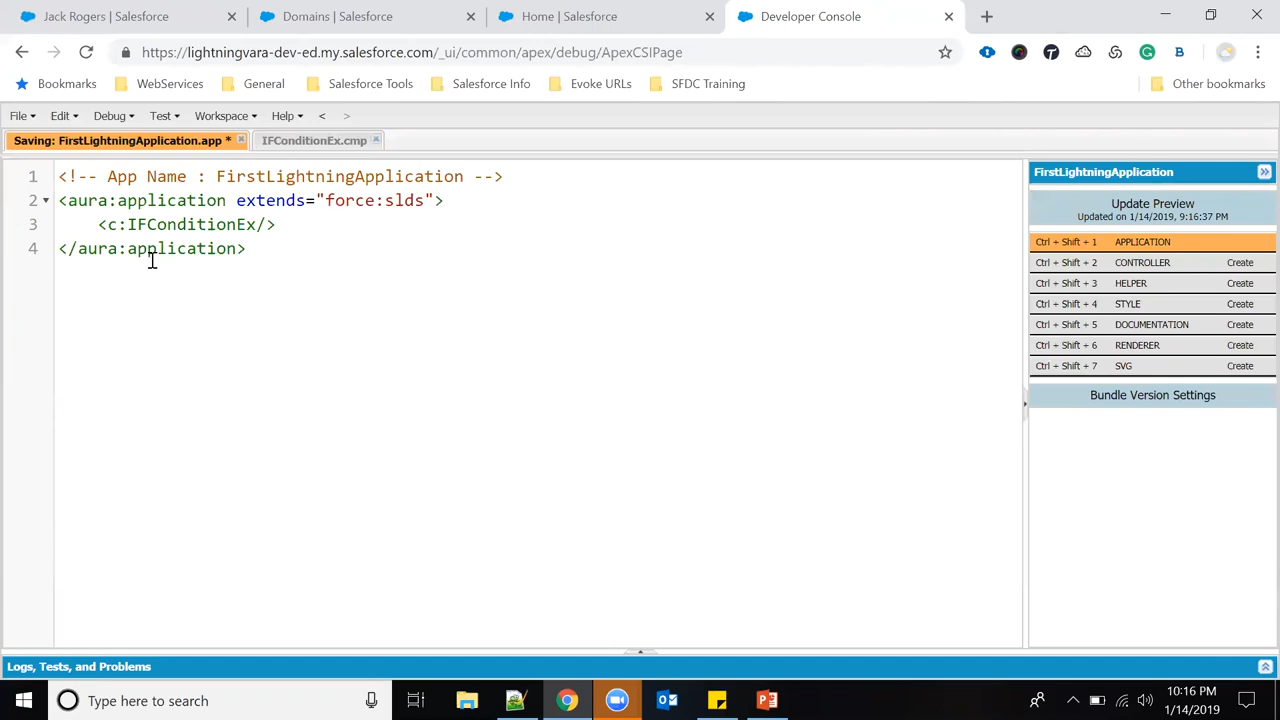 Jack Rogers | Salesforce
Domains | Salesforce
Home | Salesforce
Developer Console
https://lightningvara-dev-ed.my.salesforce.com/_ui/common/apex/debug/ApexCSIPage
Bookmarks
WebServices
General
Salesforce Tools
Salesforce Info
Evoke URLs
SFDC Training
Other bookmarks
File
Edit
Debug
Test
Workspace
Help
<
>
Saving: FirstLightningApplication.app *
IFConditionEx.cmp
1 <!-- App Name : FirstLightningApplication -->
2 <aura:application extends="force:slds">
3 <c:IFConditionEx/>
4 </aura:application>
FirstLightningApplication
Update Preview
Updated on 1/14/2019, 9:16:37 PM
Ctrl + Shift + 1 APPLICATION
Ctrl + Shift + 2 CONTROLLER Create
Ctrl + Shift + 3 HELPER Create
Ctrl + Shift + 4 STYLE Create
Ctrl + Shift + 5 DOCUMENTATION Create
Ctrl + Shift + 6 RENDERER Create
Ctrl + Shift + 7 SVG Create
Bundle Version Settings
Logs, Tests, and Problems
Type here to search
10:16 PM
1/14/2019